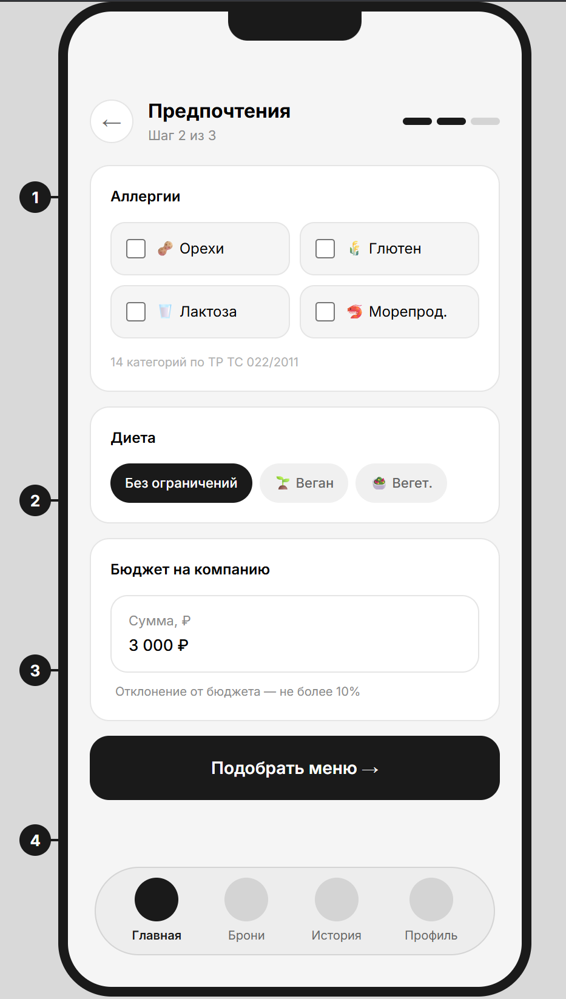 ←
Предпочтения
Шаг 2 из 3
1
Аллергии
Орехи
Глютен
Лактоза
Морепрод.
14 категорий по ТР ТС 022/2011
Диета
Без ограничений
Веган
Вегет.
2
Бюджет на компанию
Сумма, ₽
3 000 ₽
3
Отклонение от бюджета — не более 10%
Подобрать меню →
4
Главная
Брони
История
Профиль